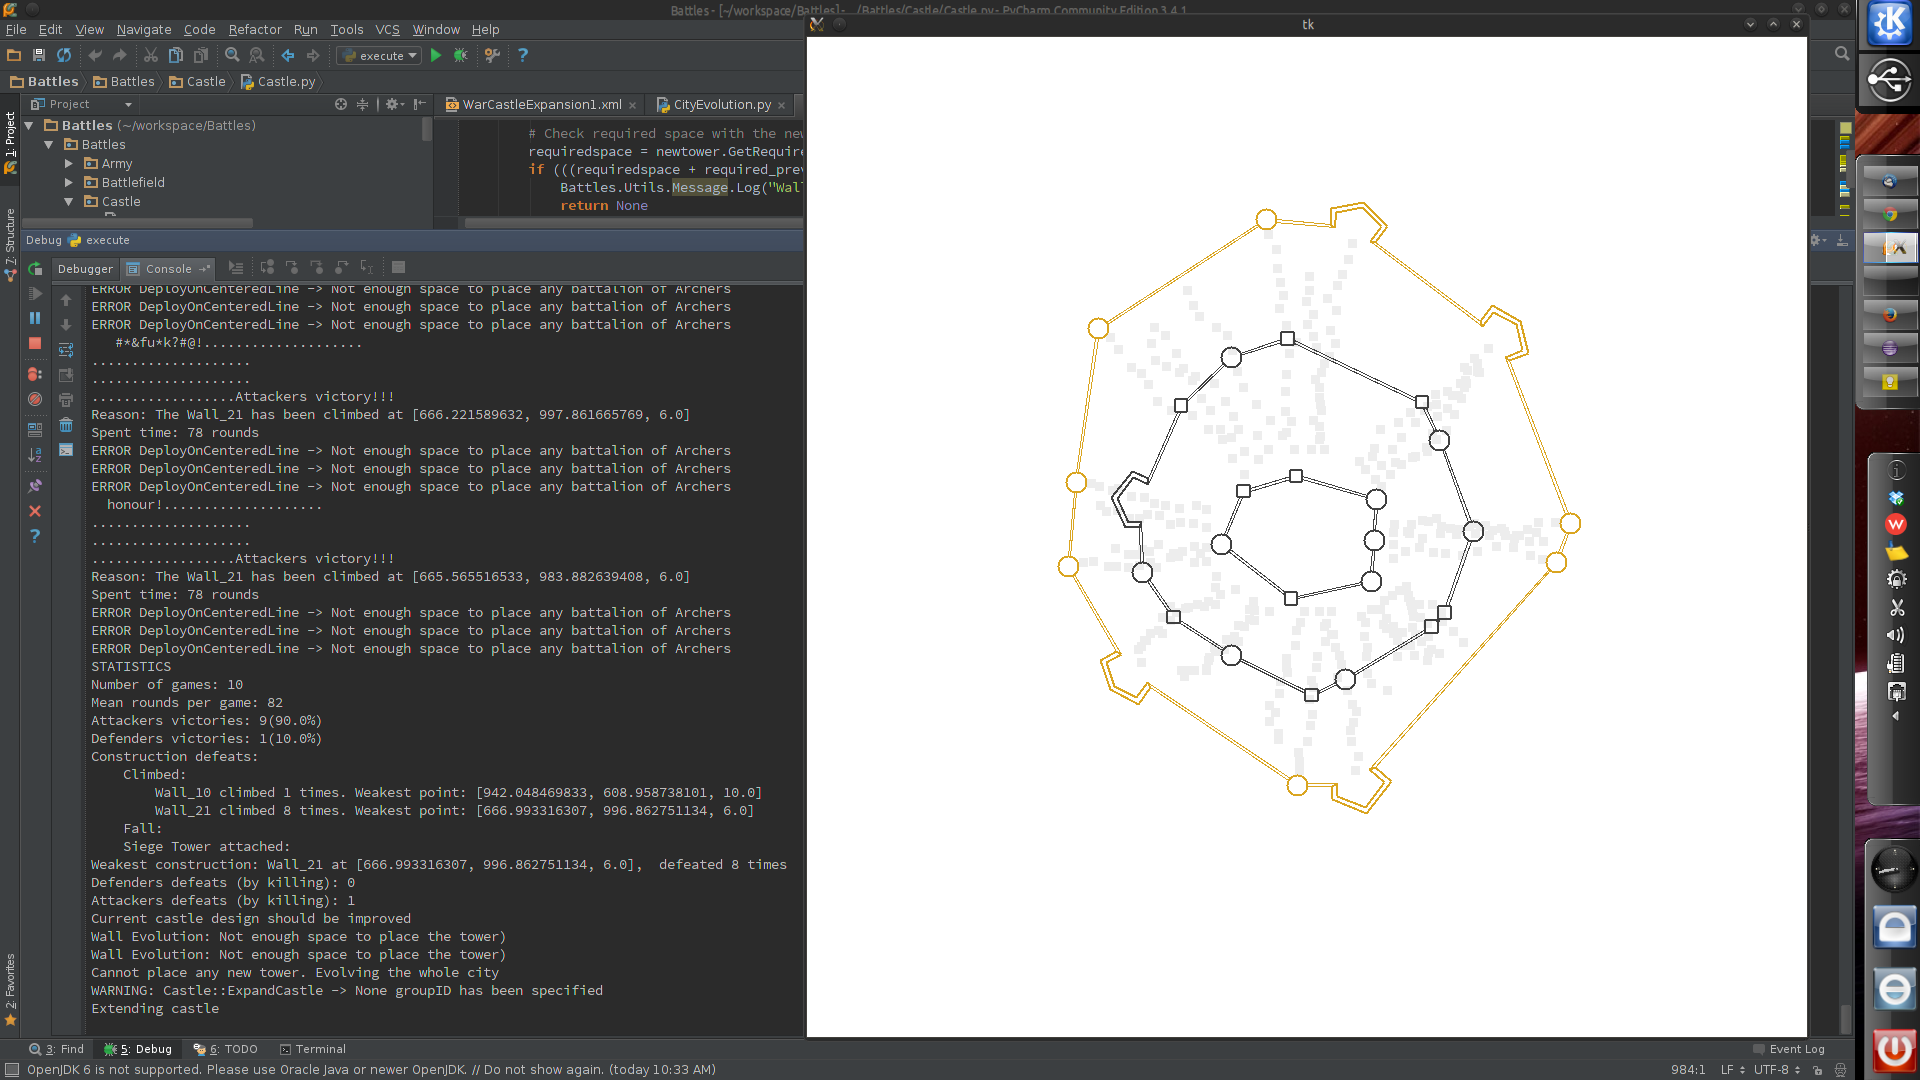 Battles - [~/workspace/Battles] - .../Battles/Castle/Castle.py - PyCharm Community Edition 3.4.1
tk
File Edit View Navigate Code Refactor Run Tools VCS Window Help
execute
Battles Battles Castle Castle.py
1: Project
Project
WarCastleExpansion1.xml CityEvolution.py
Battles (~/workspace/Battles)
Battles
Army
Battlefield
Castle
# Check required space with the new
requiredspace = newtower.GetRequire
if (((requiredspace + required_prev
Battles.Utils.Message.Log("Wal
return None
7: Structure
Debug execute
Debugger Console
ERROR DeployOnCenteredLine -> Not enough space to place any battalion of Archers
ERROR DeployOnCenteredLine -> Not enough space to place any battalion of Archers
ERROR DeployOnCenteredLine -> Not enough space to place any battalion of Archers
#*&fu*k?#@!....................
....................
....................
..................Attackers victory!!!
Reason: The Wall_21 has been climbed at [666.221589632, 997.861665769, 6.0]
Spent time: 78 rounds
ERROR DeployOnCenteredLine -> Not enough space to place any battalion of Archers
ERROR DeployOnCenteredLine -> Not enough space to place any battalion of Archers
ERROR DeployOnCenteredLine -> Not enough space to place any battalion of Archers
honour!....................
....................
....................
..................Attackers victory!!!
Reason: The Wall_21 has been climbed at [665.565516533, 983.882639408, 6.0]
Spent time: 78 rounds
ERROR DeployOnCenteredLine -> Not enough space to place any battalion of Archers
ERROR DeployOnCenteredLine -> Not enough space to place any battalion of Archers
ERROR DeployOnCenteredLine -> Not enough space to place any battalion of Archers
STATISTICS
Number of games: 10
Mean rounds per game: 82
Attackers victories: 9(90.0%)
Defenders victories: 1(10.0%)
Construction defeats:
Climbed:
Wall_10 climbed 1 times. Weakest point: [942.048469833, 608.958738101, 10.0]
Wall_21 climbed 8 times. Weakest point: [666.993316307, 996.862751134, 6.0]
Fall:
Siege Tower attached:
Weakest construction: Wall_21 at [666.993316307, 996.862751134, 6.0],  defeated 8 times
Defenders defeats (by killing): 0
Attackers defeats (by killing): 1
Current castle design should be improved
Wall Evolution: Not enough space to place the tower)
Wall Evolution: Not enough space to place the tower)
Cannot place any new tower. Evolving the whole city
WARNING: Castle::ExpandCastle -> None groupID has been specified
Extending castle
2: Favorites
3: Find 5: Debug 6: TODO Terminal Event Log
OpenJDK 6 is not supported. Please use Oracle Java or newer OpenJDK. // Do not show again. (today 10:33 AM) 984:1 LF UTF-8